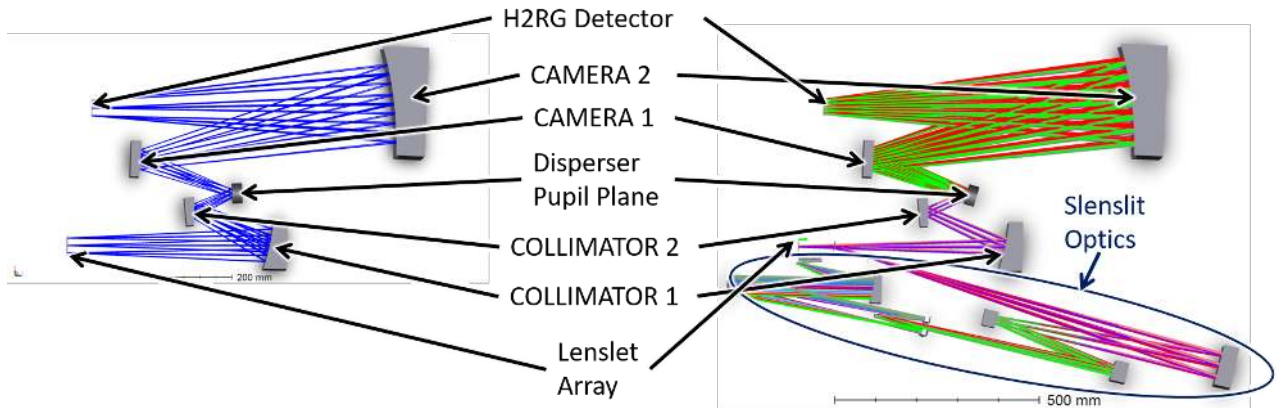 H2RG Detector
CAMERA 2
CAMERA 1
Disperser
Pupil Plane
Slenslit
Optics
COLLIMATOR 2
200 mm
COLLIMATOR 1
Lenslet
Array
500 mm